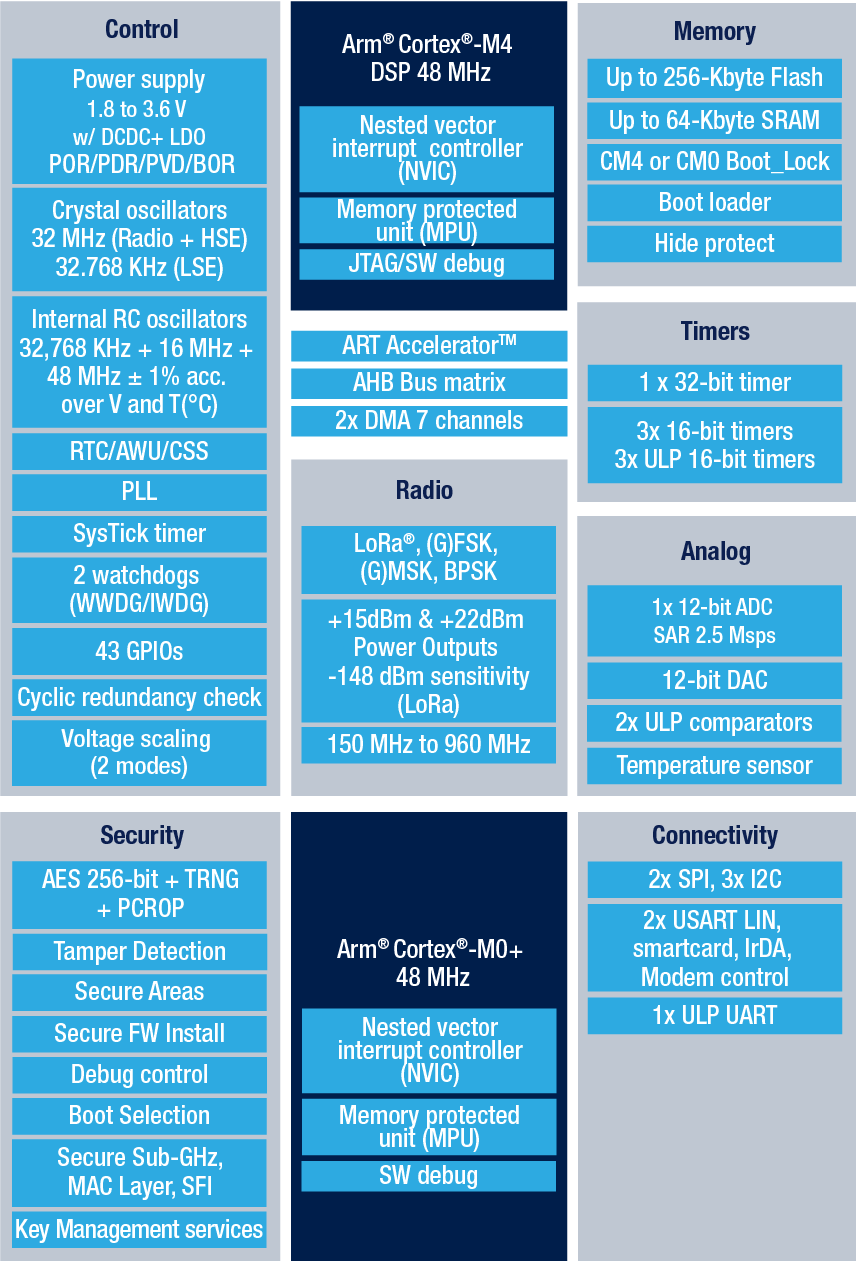 Control
Power supply
1.8 to 3.6 V
w/ DCDC+ LDO
POR/PDR/PVD/BOR
Crystal oscillators
32 MHz (Radio + HSE)
32.768 KHz (LSE)
Internal RC oscillators
32,768 KHz + 16 MHz +
48 MHz ± 1% acc.
over V and T(°C)
RTC/AWU/CSS
PLL
SysTick timer
2 watchdogs
(WWDG/IWDG)
43 GPIOs
Cyclic redundancy check
Voltage scaling
(2 modes)
Arm® Cortex®-M4
DSP 48 MHz
Nested vector
interrupt controller
(NVIC)
Memory protected
unit (MPU)
JTAG/SW debug
ART Accelerator™
AHB Bus matrix
2x DMA 7 channels
Radio
LoRa®, (G)FSK,
(G)MSK, BPSK
+15dBm & +22dBm
Power Outputs
-148 dBm sensitivity
(LoRa)
150 MHz to 960 MHz
Memory
Up to 256-Kbyte Flash
Up to 64-Kbyte SRAM
CM4 or CM0 Boot_Lock
Boot loader
Hide protect
Timers
1 x 32-bit timer
3x 16-bit timers
3x ULP 16-bit timers
Analog
1x 12-bit ADC
SAR 2.5 Msps
12-bit DAC
2x ULP comparators
Temperature sensor
Security
AES 256-bit + TRNG
+ PCROP
Tamper Detection
Secure Areas
Secure FW Install
Debug control
Boot Selection
Secure Sub-GHz,
MAC Layer, SFI
Key Management services
Arm® Cortex®-M0+
48 MHz
Nested vector
interrupt controller
(NVIC)
Memory protected
unit (MPU)
SW debug
Connectivity
2x SPI, 3x I2C
2x USART LIN,
smartcard, IrDA,
Modem control
1x ULP UART